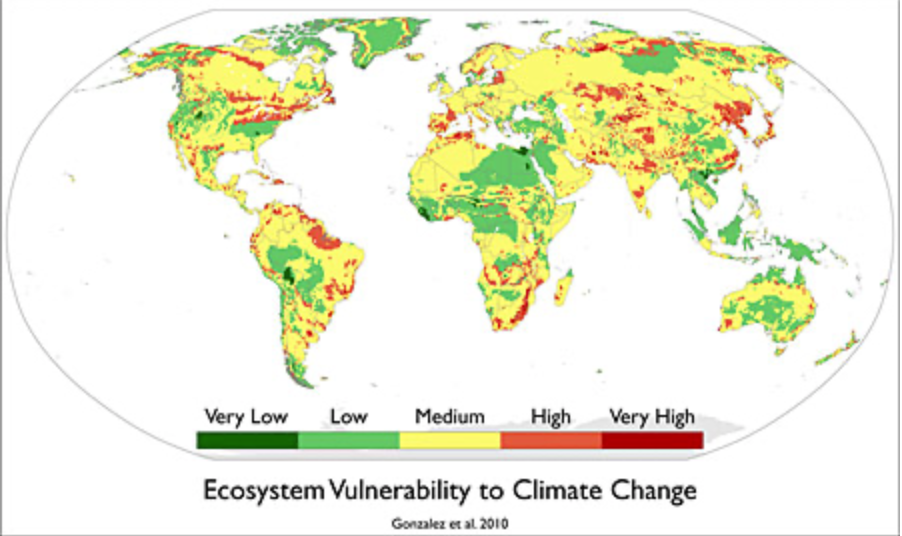 Very Low Low Medium High Very High
Ecosystem Vulnerability to Climate Change
Gonzalez et al. 2010